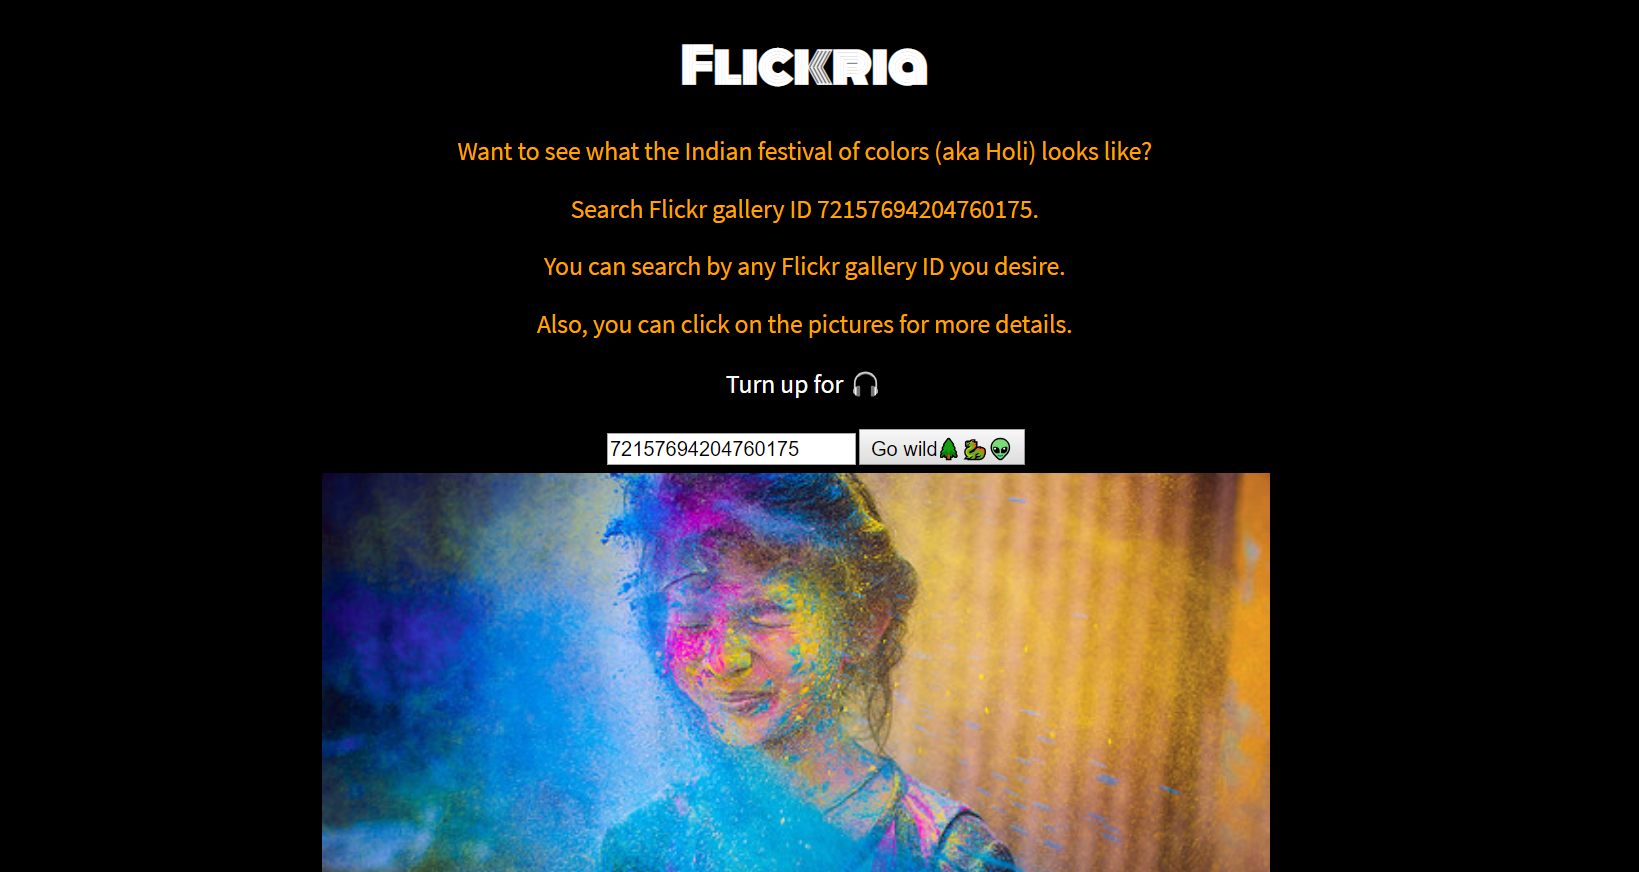 FLICKRIA
Want to see what the Indian festival of colors (aka Holi) looks like?
Search Flickr gallery ID 72157694204760175.
You can search by any Flickr gallery ID you desire.
Also, you can click on the pictures for more details.
Turn up for 🎧
72157694204760175 Go wild🌲🐉👽